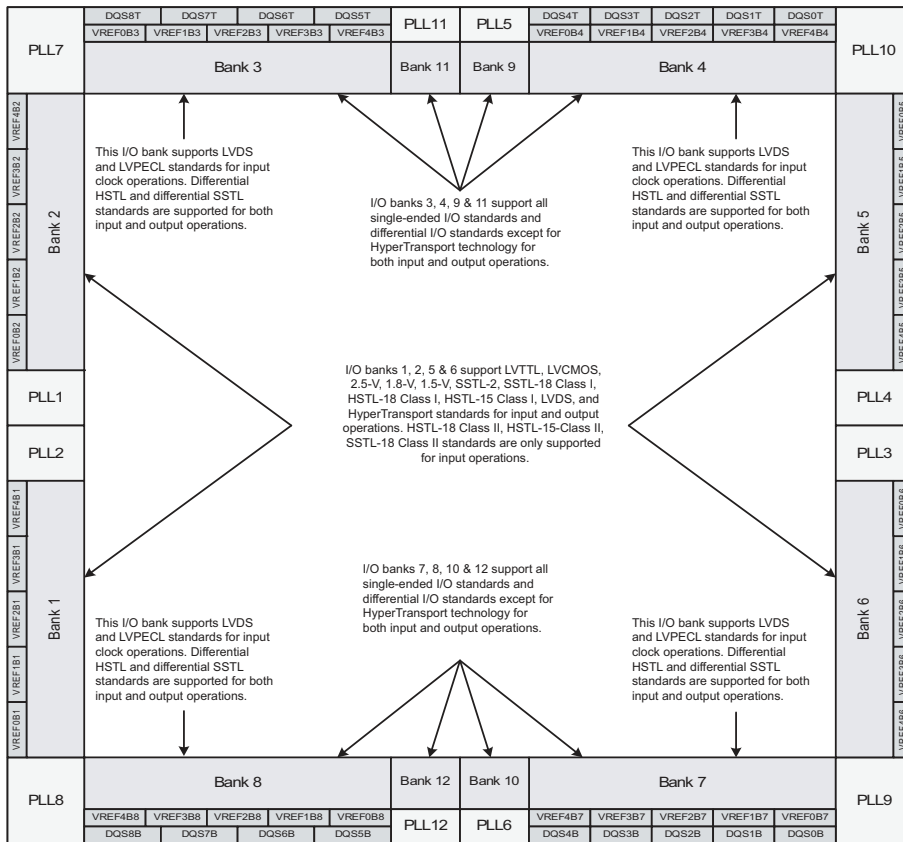 DQS8T DQS7T DQS6T DQS5T
PLL11 PLL5
DQS4T DQS3T DQS2T DQS1T DQS0T
VREF0B3 VREF1B3 VREF2B3 VREF3B3 VREF4B3
VREF0B4 VREF1B4 VREF2B4 VREF3B4 VREF4B4
PLL7
PLL10
Bank 3
Bank 11
Bank 9
Bank 4
VREF4B2
VREF3B2
VREF2B2
VREF1B2
VREF0B2
Bank 2
This I/O bank supports LVDS
and LVPECL standards for input
clock operations. Differential
HSTL and differential SSTL
standards are supported for both
input and output operations.
I/O banks 3, 4, 9 & 11 support all
single-ended I/O standards and
differential I/O standards except for
HyperTransport technology for
both input and output operations.
This I/O bank supports LVDS
and LVPECL standards for input
clock operations. Differential
HSTL and differential SSTL
standards are supported for both
input and output operations.
Bank 5
VREF0B5
VREF1B5
VREF2B5
VREF3B5
VREF4B5
I/O banks 1, 2, 5 & 6 support LVTTL, LVCMOS,
2.5-V, 1.8-V, 1.5-V, SSTL-2, SSTL-18 Class I,
HSTL-18 Class I, HSTL-15 Class I, LVDS, and
HyperTransport standards for input and output
operations. HSTL-18 Class II, HSTL-15-Class II,
SSTL-18 Class II standards are only supported
for input operations.
PLL1
PLL2
PLL4
PLL3
VREF4B1
VREF3B1
VREF2B1
VREF1B1
VREF0B1
Bank 1
I/O banks 7, 8, 10 & 12 support all
single-ended I/O standards and
differential I/O standards except for
HyperTransport technology for
both input and output operations.
This I/O bank supports LVDS
and LVPECL standards for input
clock operations. Differential
HSTL and differential SSTL
standards are supported for both
input and output operations.
This I/O bank supports LVDS
and LVPECL standards for input
clock operations. Differential
HSTL and differential SSTL
standards are supported for both
input and output operations.
Bank 6
VREF0B6
VREF1B6
VREF2B6
VREF3B6
VREF4B6
Bank 8
Bank 12
Bank 10
Bank 7
PLL8
PLL9
VREF4B8 VREF3B8 VREF2B8 VREF1B8 VREF0B8
VREF4B7 VREF3B7 VREF2B7 VREF1B7 VREF0B7
PLL12 PLL6
DQS8B DQS7B DQS6B DQS5B
DQS4B DQS3B DQS2B DQS1B DQS0B